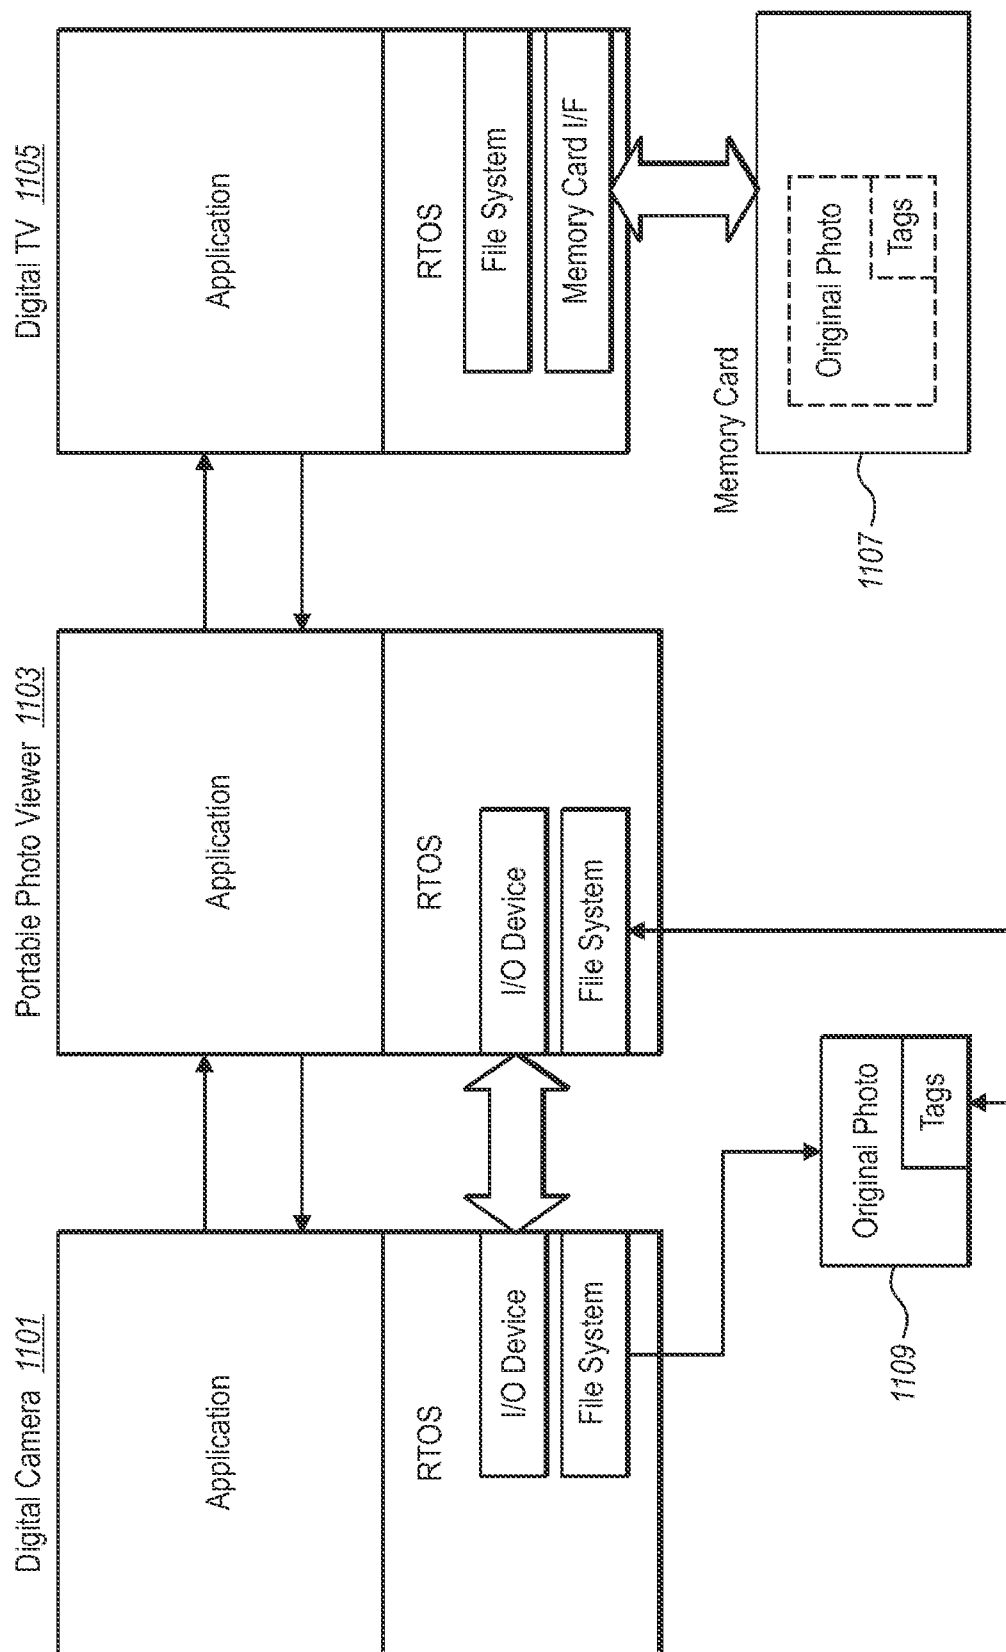 Digital Camera 1101
Application
RTOS
I/O Device
File System
Portable Photo Viewer 1103
Application
RTOS
I/O Device
File System
Digital TV 1105
Application
RTOS
File System
Memory Card I/F
Original Photo
Tags
1109
Memory Card
Original Photo
Tags
1107